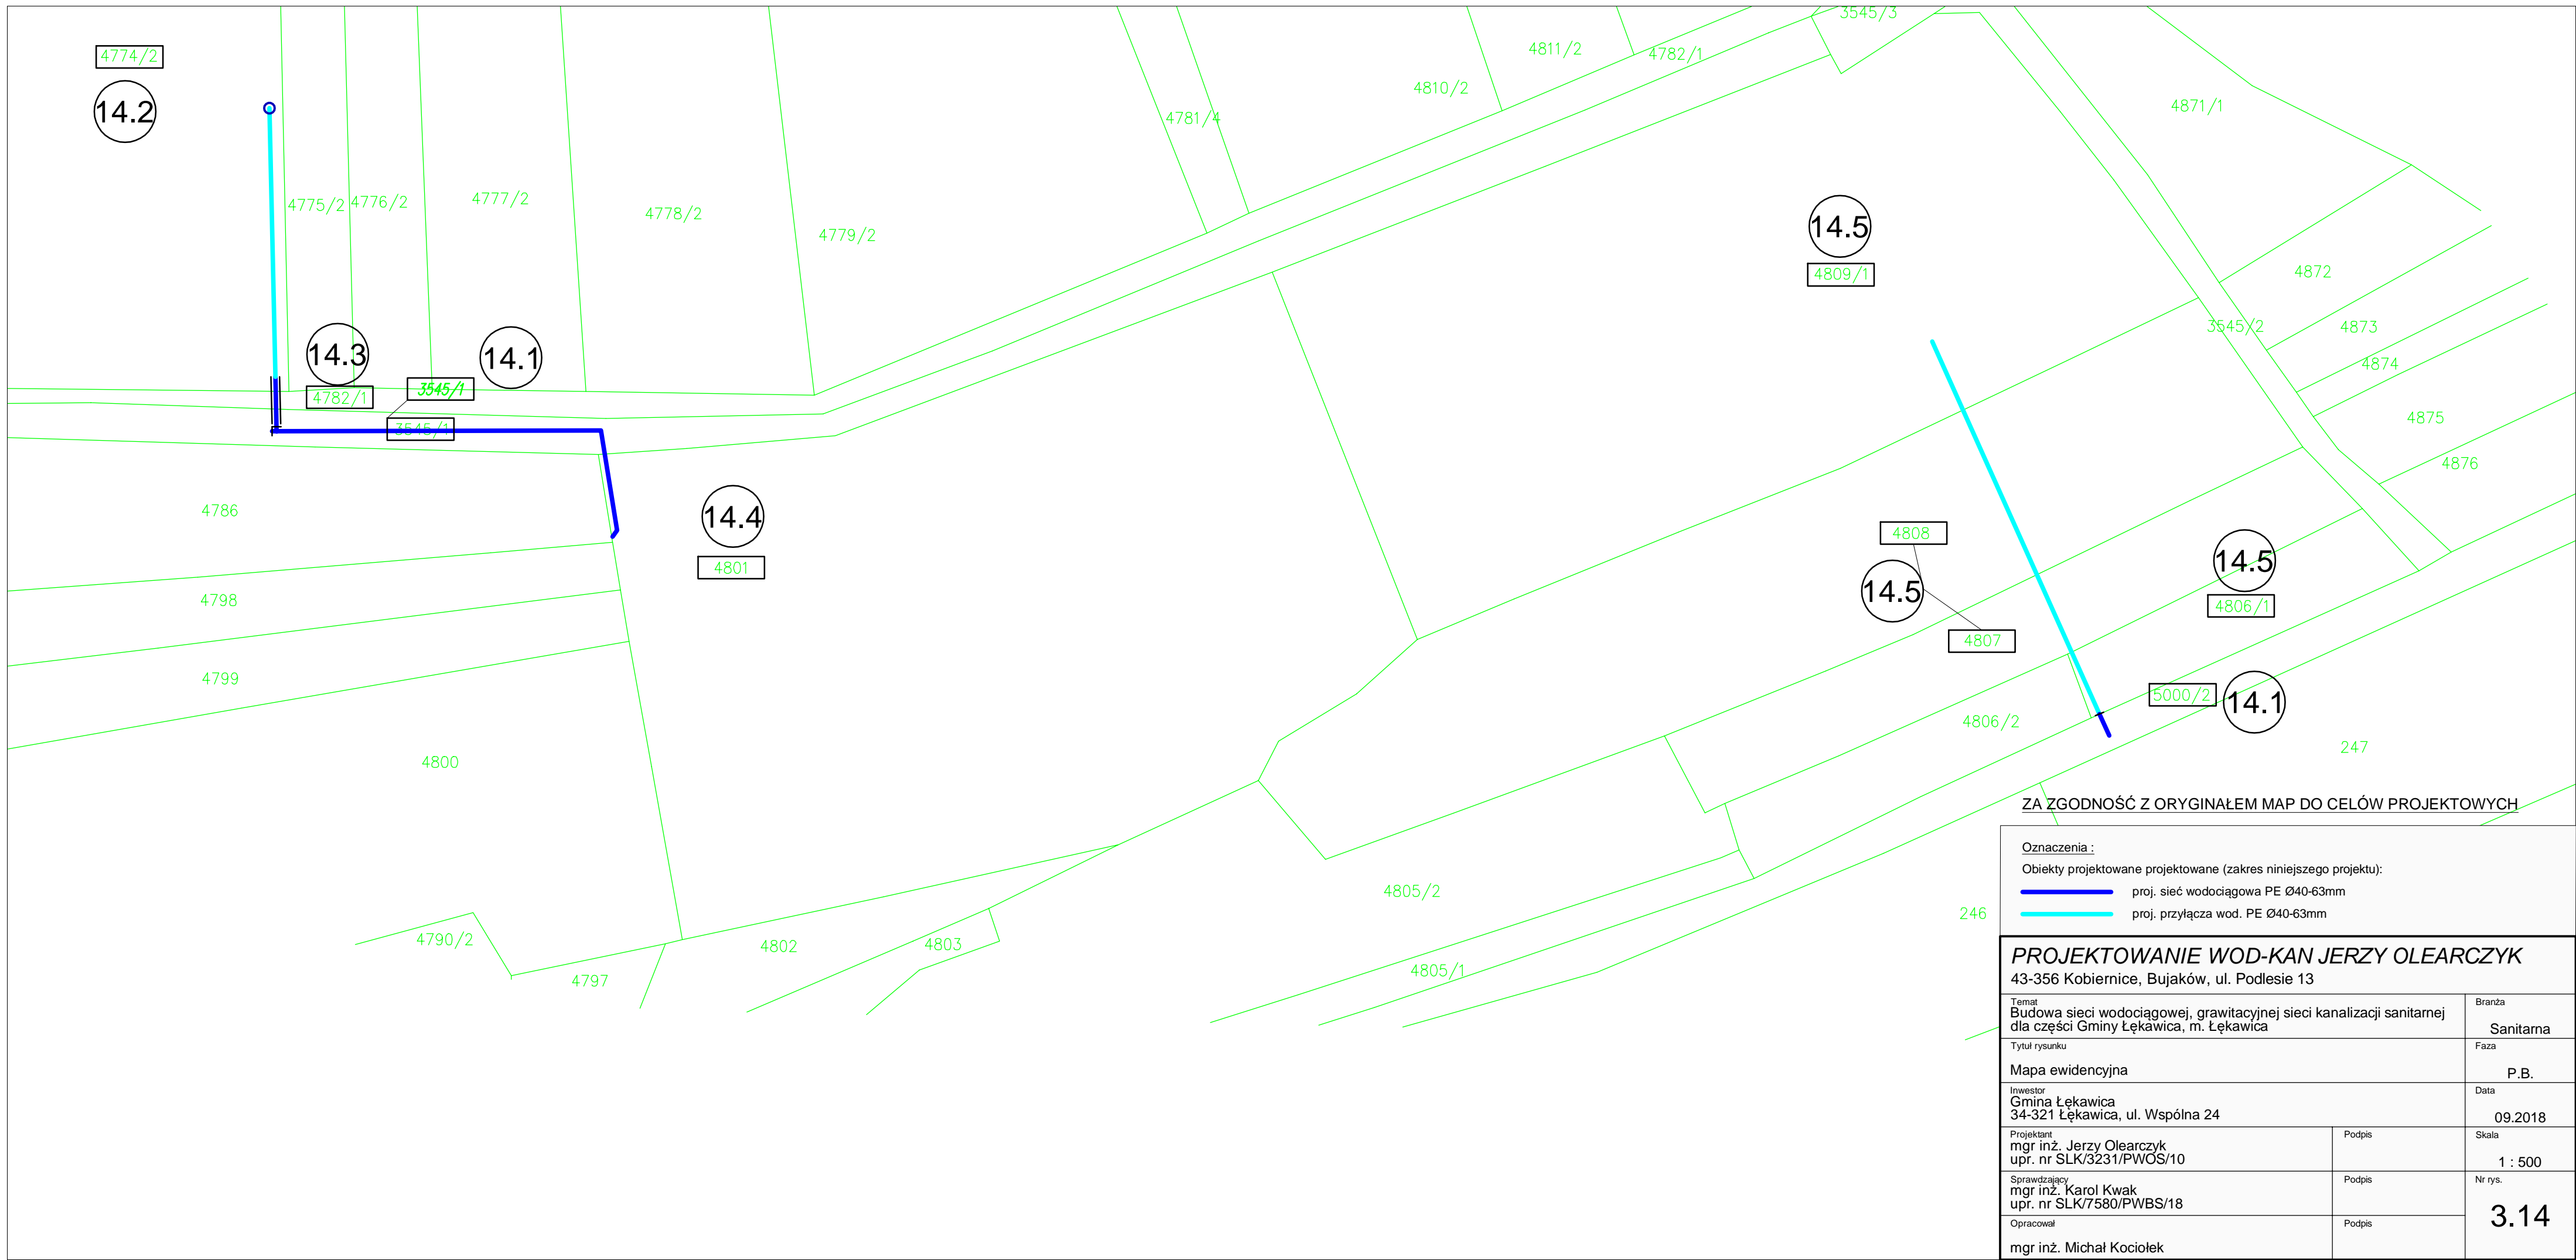 3545/3
4774/2
4811/2
4782/1
4810/2
4871/1
14.2
4781/4
4775/2
4776/2
4777/2
4778/2
4779/2
14.5
4809/1
4872
3545/2
4873
4874
14.3
14.1
4782/1
3545/1
3545/1
4875
4876
4786
14.4
4801
4808
14.5
4807
14.5
4806/1
4798
4799
5000/2
14.1
4806/2
247
4800
ZA ZGODNOŚĆ Z ORYGINAŁEM MAP DO CELÓW PROJEKTOWYCH
4805/2
246
4790/2
4802
4803
4797
4805/1
Oznaczenia :
Obiekty projektowane projektowane (zakres niniejszego projektu):
proj. sieć wodociągowa PE Ø40-63mm
proj. przyłącza wod. PE Ø40-63mm
PROJEKTOWANIE WOD-KAN JERZY OLEARCZYK
43-356 Kobiernice, Bujaków, ul. Podlesie 13
Temat
Budowa sieci wodociągowej, grawitacyjnej sieci kanalizacji sanitarnej
dla części Gminy Łękawica, m. Łękawica
Branża
Sanitarna
Tytuł rysunku
Mapa ewidencyjna
Faza
P.B.
Inwestor
Gmina Łękawica
34-321 Łękawica, ul. Wspólna 24
Data
09.2018
Projektant
mgr inż. Jerzy Olearczyk
upr. nr SLK/3231/PWOS/10
Podpis
Skala
1 : 500
Sprawdzający
mgr inż. Karol Kwak
upr. nr SLK/7580/PWBS/18
Podpis
Nr rys.
3.14
Opracował
mgr inż. Michał Kociołek
Podpis